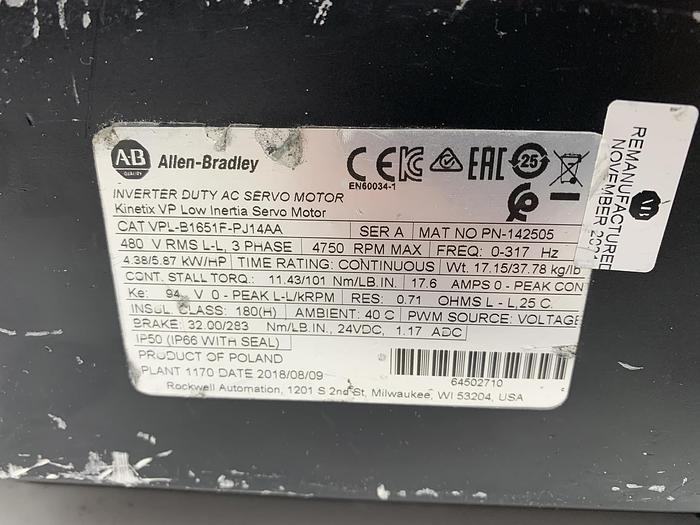 A-B
QUALITY
Allen-Bradley
CE EAC 25
EN60034-1
INVERTER DUTY AC SERVO MOTOR
Kinetix VP Low Inertia Servo Motor
CAT VPL-B1651F-PJ14AA SER A MAT NO PN-142505
480 V RMS L-L, 3 PHASE 4750 RPM MAX FREQ: 0-317 Hz
4.38/5.87 kW/HP TIME RATING: CONTINUOUS Wt. 17.15/37.78 kg/lb
CONT. STALL TORQ.: 11.43/101 Nm/LB.IN. 17.6 AMPS 0 - PEAK CON
Ke: 94. V 0 - PEAK L-L/kRPM RES: 0.71 OHMS L - L,25 C
INSUL CLASS: 180(H) AMBIENT: 40 C PWM SOURCE: VOLTAGE
BRAKE: 32.00/283 Nm/LB.IN., 24VDC, 1.17 ADC
IP50 (IP66 WITH SEAL)
PRODUCT OF POLAND
PLANT 1170 DATE 2018/08/09
64502710
Rockwell Automation, 1201 S 2nd St, Milwaukee, WI 53204, USA
REMANUFACTURED
NOVEMBER 2021